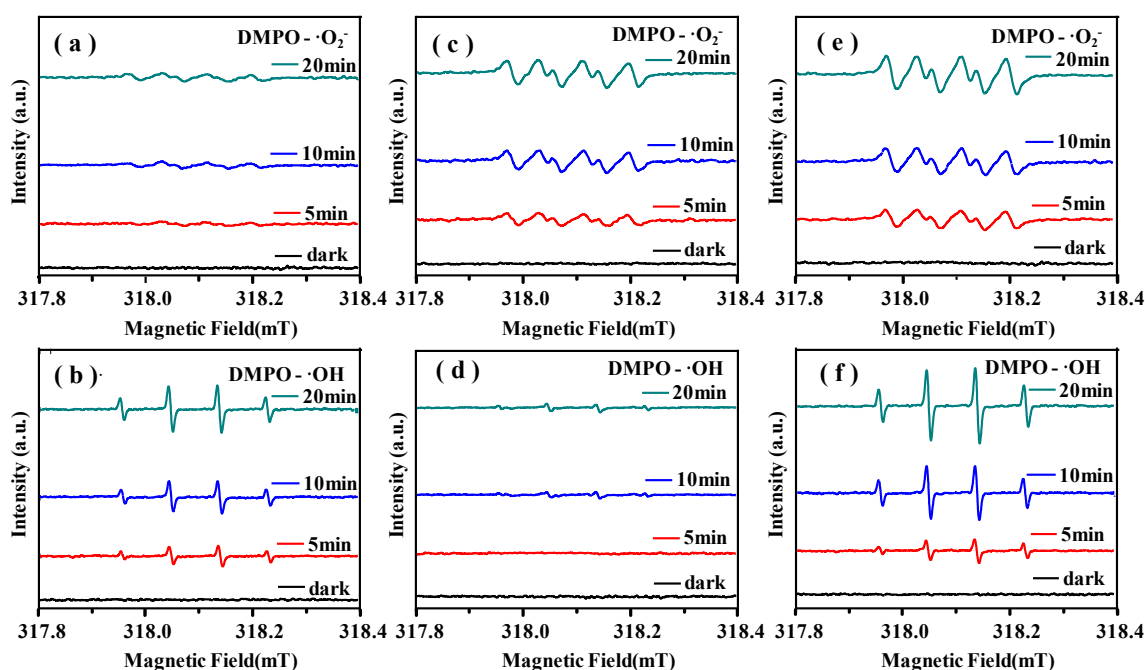 ( a )
DMPO - ·O₂⁻
20min
10min
5min
dark
Intensity (a.u.)
317.8 318.0 318.2 318.4
Magnetic Field(mT)
( c )
DMPO - ·O₂⁻
20min
10min
5min
dark
Intensity (a.u.)
317.8 318.0 318.2 318.4
Magnetic Field(mT)
( e )
DMPO - ·O₂⁻
20min
10min
5min
dark
Intensity (a.u.)
317.8 318.0 318.2 318.4
Magnetic Field(mT)
( b )
DMPO - ·OH
20min
10min
5min
dark
Intensity (a.u.)
317.8 318.0 318.2 318.4
Magnetic Field(mT)
( d )
DMPO - ·OH
20min
10min
5min
dark
Intensity (a.u.)
317.8 318.0 318.2 318.4
Magnetic Field(mT)
( f )
DMPO - ·OH
20min
10min
5min
dark
Intensity (a.u.)
317.8 318.0 318.2 318.4
Magnetic Field(mT)